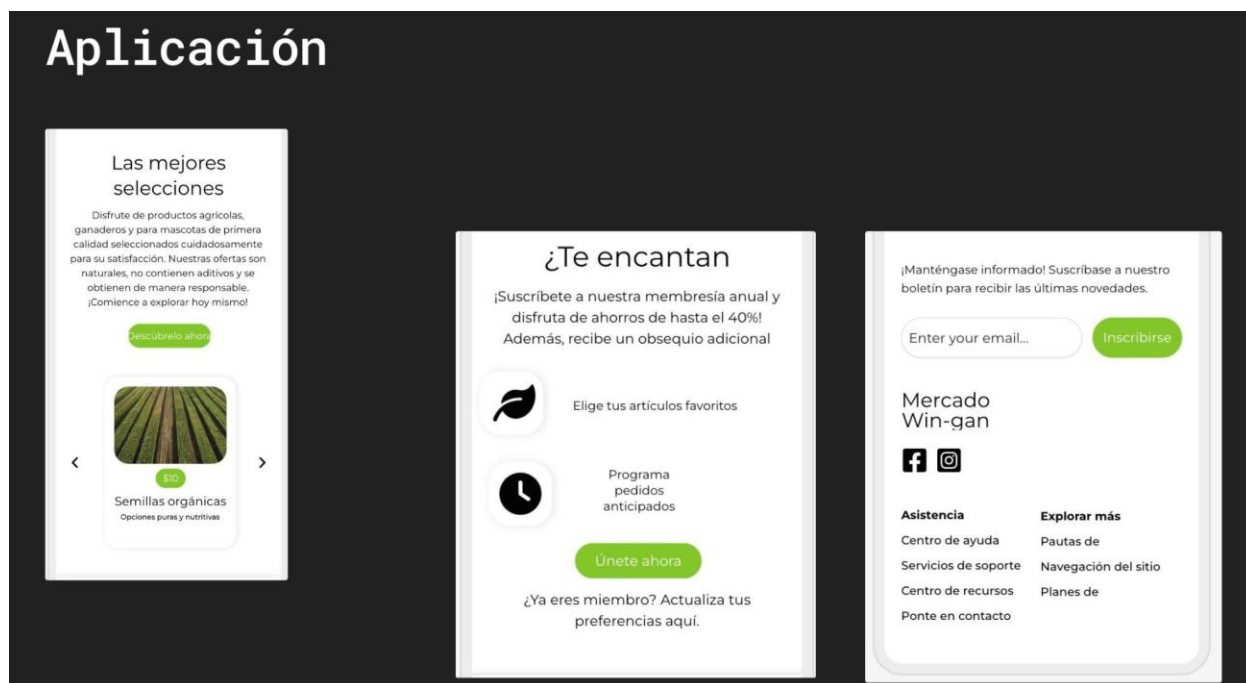 Aplicación
Las mejores
selecciones
Disfrute de productos agrícolas,
ganaderos y para mascotas de primera
calidad seleccionados cuidadosamente
para su satisfacción. Nuestras ofertas son
naturales, no contienen aditivos y se
obtienen de manera responsable.
¡Comience a explorar hoy mismo!
Descúbrelo ahora
$10
Semillas orgánicas
Opciones puras y nutritivas
¿Te encantan
¡Suscríbete a nuestra membresía anual y
disfruta de ahorros de hasta el 40%!
Además, recibe un obsequio adicional
Elige tus artículos favoritos
Programa
pedidos
anticipados
Únete ahora
¿Ya eres miembro? Actualiza tus
preferencias aquí.
¡Manténgase informado! Suscríbase a nuestro
boletín para recibir las últimas novedades.
Enter your email...
Inscribirse
Mercado
Win-gan
Asistencia
Centro de ayuda
Servicios de soporte
Centro de recursos
Ponte en contacto
Explorar más
Pautas de
Navegación del sitio
Planes de